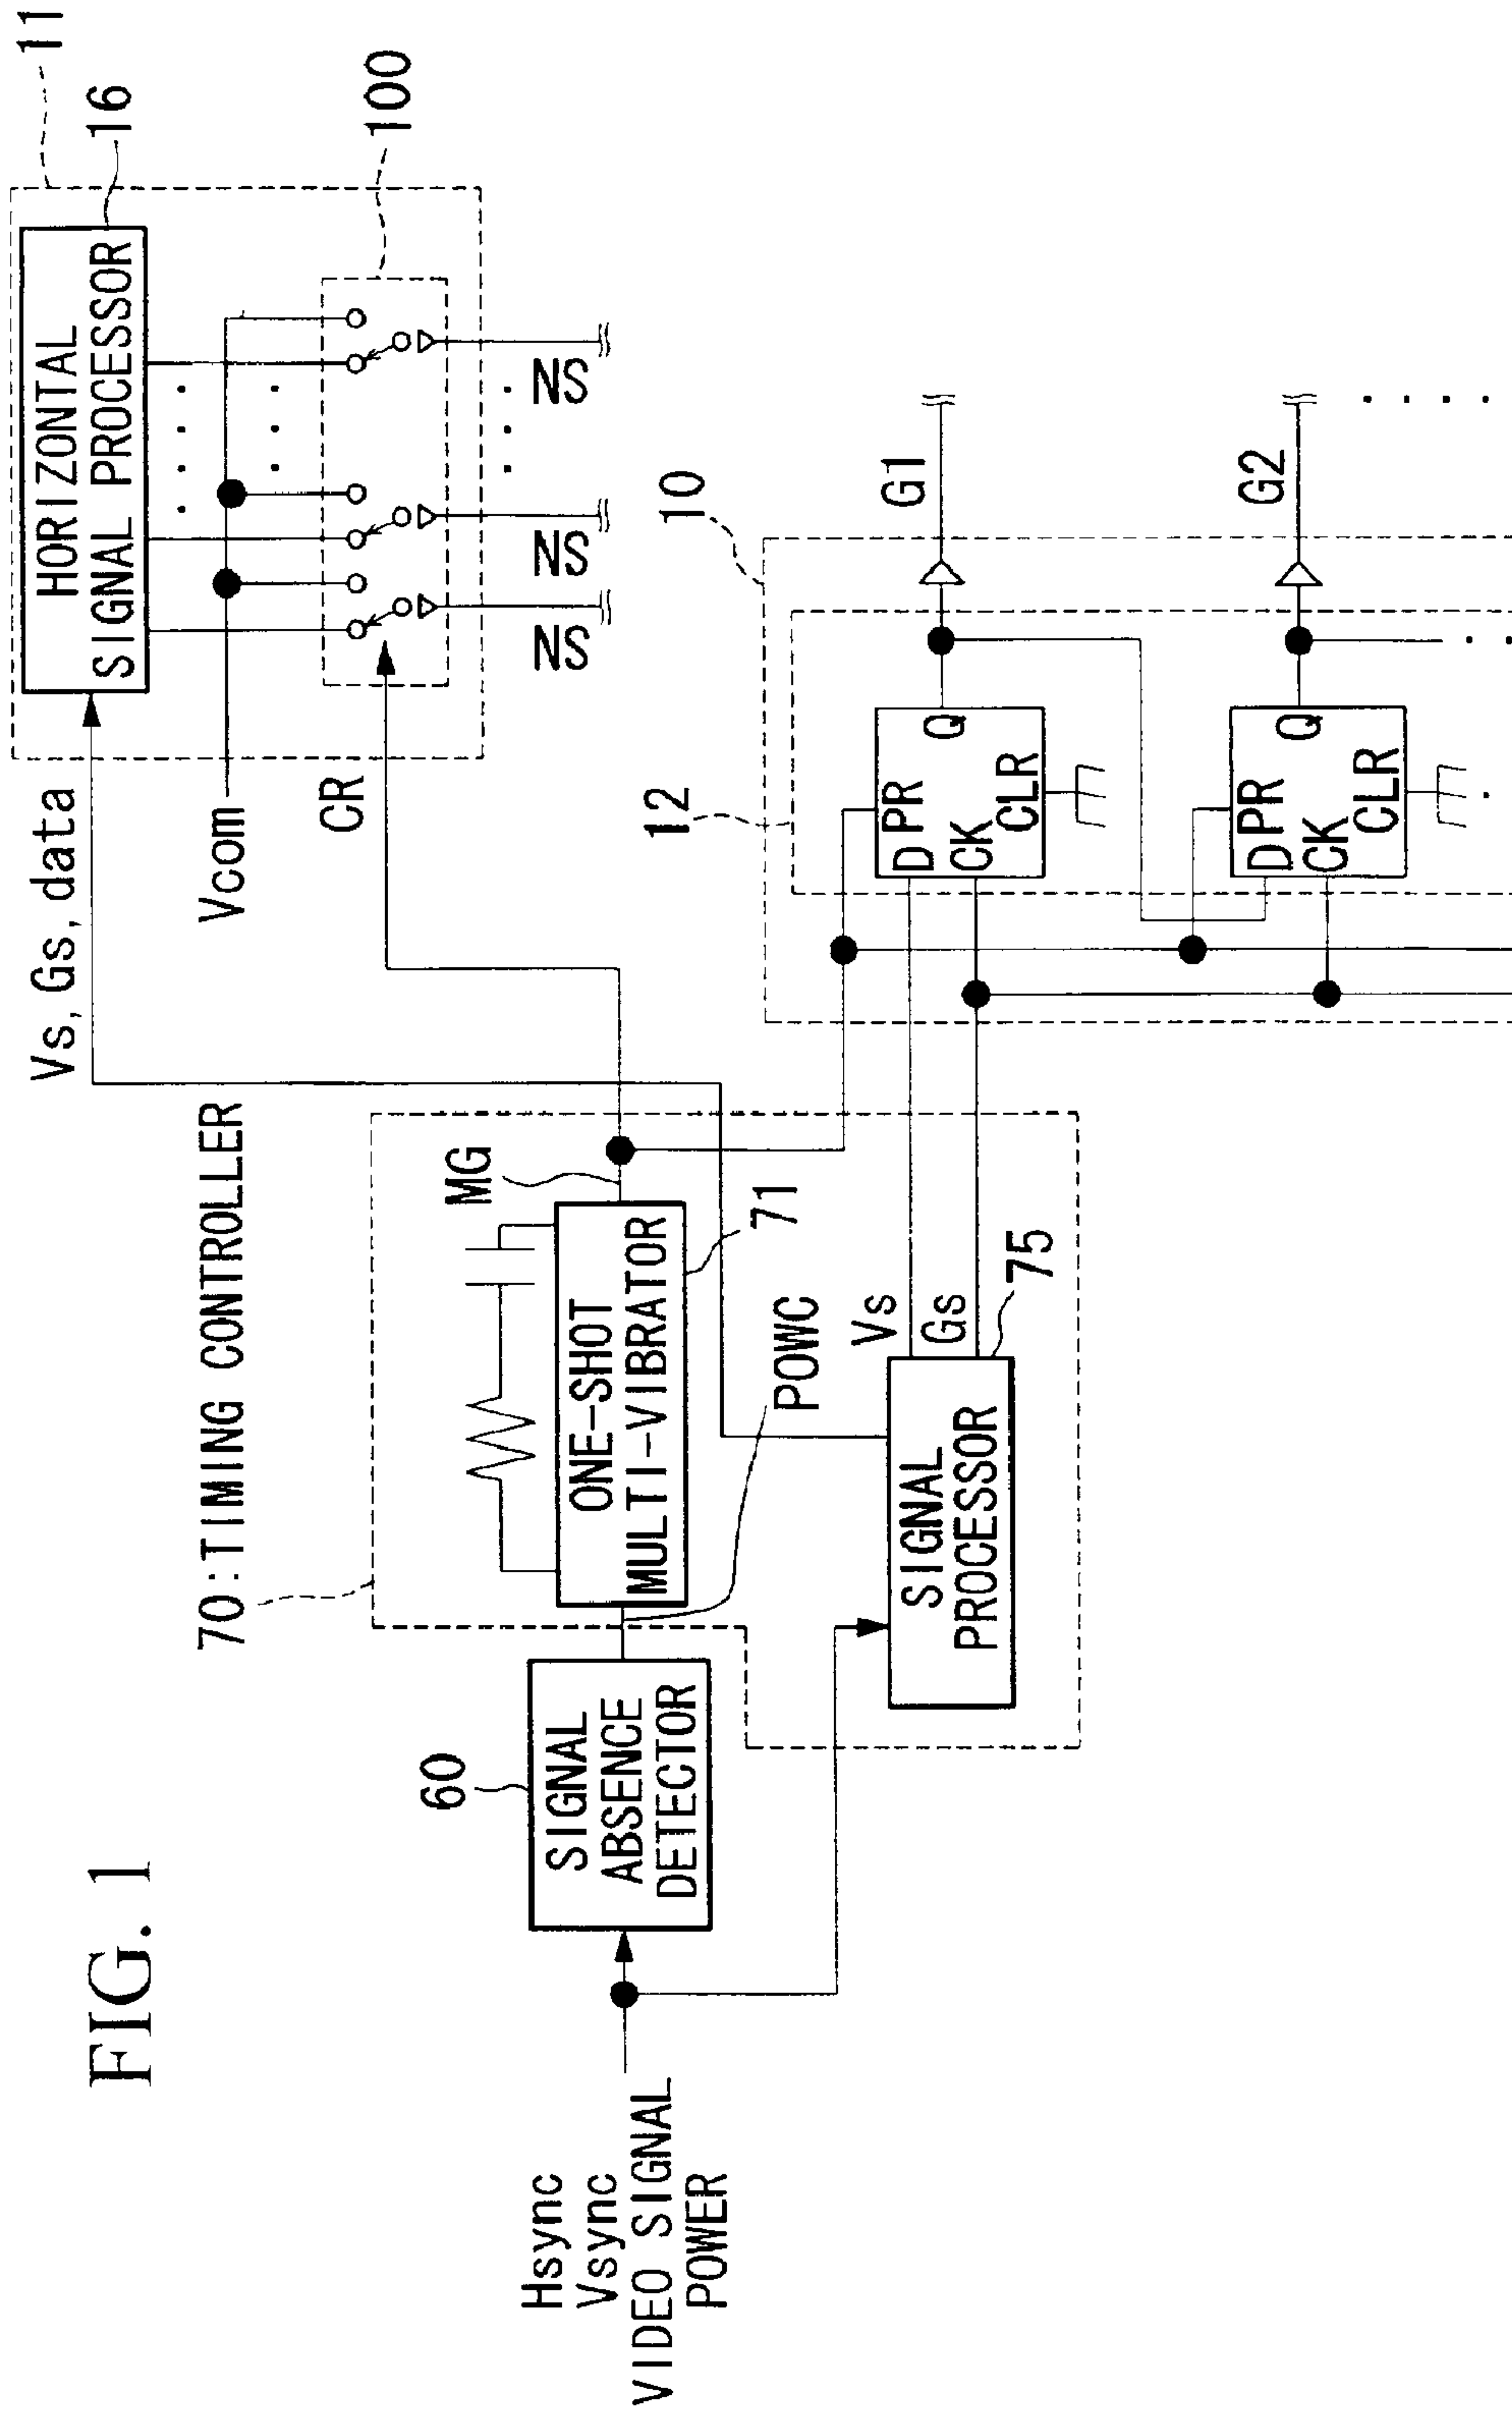 FIG. 1
70:TIMING CONTROLLER
Vs, Gs, data
11
HORIZONTAL
SIGNAL PROCESSOR
16
Vcom
CR
100
NS
NS
NS
Hsync
Vsync
VIDEO SIGNAL
POWER
60
SIGNAL
ABSENCE
DETECTOR
MG
ONE-SHOT
MULTI-VIBRATOR
71
POWC
SIGNAL
PROCESSOR
75
Vs
Gs
10
12
D
PR
CK
Q
CLR
G1
D
PR
CK
Q
CLR
G2